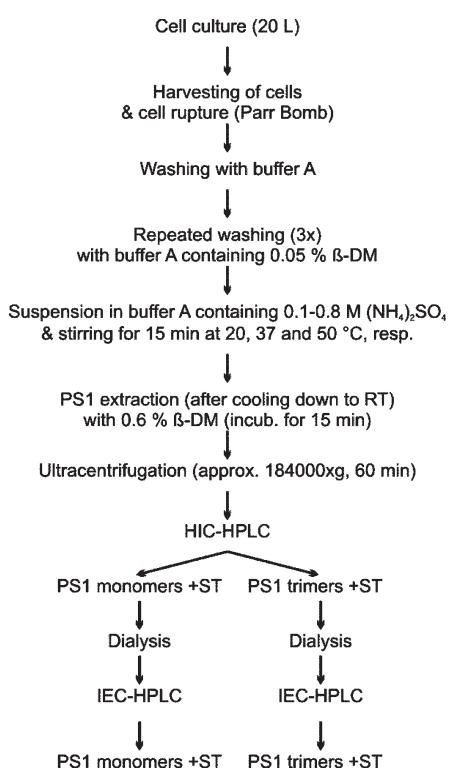 Cell culture (20 L)
Harvesting of cells
& cell rupture (Parr Bomb)
Washing with buffer A
Repeated washing (3x)
with buffer A containing 0.05 % ß-DM
Suspension in buffer A containing 0.1-0.8 M (NH₄)₂SO₄
& stirring for 15 min at 20, 37 and 50 °C, resp.
PS1 extraction (after cooling down to RT)
with 0.6 % ß-DM (incub. for 15 min)
Ultracentrifugation (approx. 184000xg, 60 min)
HIC-HPLC
PS1 monomers +ST PS1 trimers +ST
Dialysis Dialysis
IEC-HPLC IEC-HPLC
PS1 monomers +ST PS1 trimers +ST